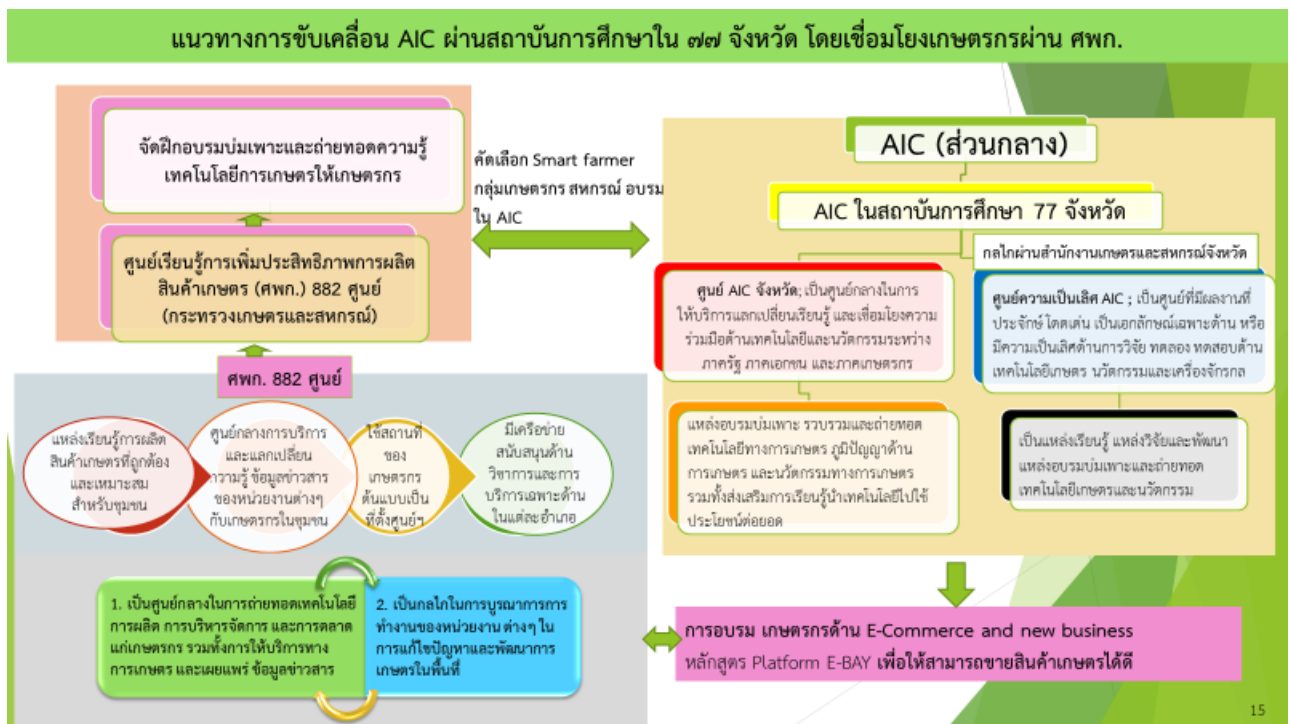 แนวทางการขับเคลื่อน AIC ผ่านสถาบันการศึกษาใน ๗๗ จังหวัด โดยเชื่อมโยงเกษตรกรผ่าน ศพก.
จัดฝึกอบรมบ่มเพาะและถ่ายทอดความรู้
เทคโนโลยีการเกษตรให้เกษตรกร
ศูนย์เรียนรู้การเพิ่มประสิทธิภาพการผลิต
สินค้าเกษตร (ศพก.) 882 ศูนย์
(กระทรวงเกษตรและสหกรณ์)
ศพก. 882 ศูนย์
แหล่งเรียนรู้การผลิต
สินค้าเกษตรที่ถูกต้อง
และเหมาะสม
สำหรับชุมชน
ศูนย์กลางการบริการ
และแลกเปลี่ยน
ความรู้ ข้อมูลข่าวสาร
ของหน่วยงานต่างๆ
กับเกษตรกรในชุมชน
ใช้สถานที่
ของ
เกษตรกร
ต้นแบบเป็น
ที่ตั้งศูนย์ฯ
มีเครือข่าย
สนับสนุนด้าน
วิชาการและการ
บริการเฉพาะด้าน
ในแต่ละอำเภอ
1. เป็นศูนย์กลางในการถ่ายทอดเทคโนโลยี
การผลิต การบริหารจัดการ และการตลาด
แก่เกษตรกร รวมทั้งการให้บริการทาง
การเกษตร และเผยแพร่ ข้อมูลข่าวสาร
2. เป็นกลไกในการบูรณาการการ
ทำงานของหน่วยงาน ต่างๆ ใน
การแก้ไขปัญหาและพัฒนาการ
เกษตรในพื้นที่
คัดเลือก Smart farmer
กลุ่มเกษตรกร สหกรณ์ อบรม
ใน AIC
AIC (ส่วนกลาง)
AIC ในสถาบันการศึกษา 77 จังหวัด
กลไกผ่านสำนักงานเกษตรและสหกรณ์จังหวัด
ศูนย์ AIC จังหวัด; เป็นศูนย์กลางในการ
ให้บริการแลกเปลี่ยนเรียนรู้ และเชื่อมโยงความ
ร่วมมือด้านเทคโนโลยีและนวัตกรรมระหว่าง
ภาครัฐ ภาคเอกชน และภาคเกษตรกร
ศูนย์ความเป็นเลิศ AIC ; เป็นศูนย์ที่มีผลงานที่
ประจักษ์ โดดเด่น เป็นเอกลักษณ์เฉพาะด้าน หรือ
มีความเป็นเลิศด้านการวิจัย ทดลอง ทดสอบด้าน
เทคโนโลยีเกษตร นวัตกรรมและเครื่องจักรกล
แหล่งอบรมบ่มเพาะ รวบรวมและถ่ายทอด
เทคโนโลยีทางการเกษตร ภูมิปัญญาด้าน
การเกษตร และนวัตกรรมทางการเกษตร
รวมทั้งส่งเสริมการเรียนรู้นำเทคโนโลยีไปใช้
ประโยชน์ต่อยอด
เป็นแหล่งเรียนรู้ แหล่งวิจัยและพัฒนา
แหล่งอบรมบ่มเพาะและถ่ายทอด
เทคโนโลยีเกษตรและนวัตกรรม
การอบรม เกษตรกรด้าน E-Commerce and new business
หลักสูตร Platform E-BAY เพื่อให้สามารถขายสินค้าเกษตรได้ดี
15